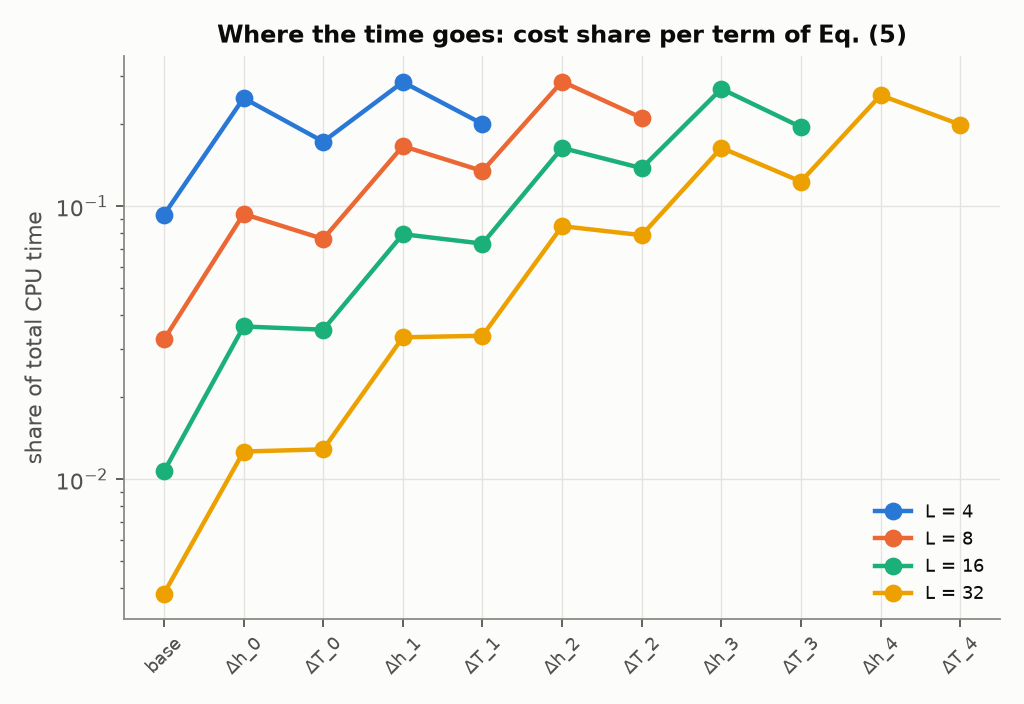 Where the time goes: cost share per term of Eq. (5)
share of total CPU time
10⁻¹
10⁻²
base
Δh_0
ΔT_0
Δh_1
ΔT_1
Δh_2
ΔT_2
Δh_3
ΔT_3
Δh_4
ΔT_4
L = 4
L = 8
L = 16
L = 32